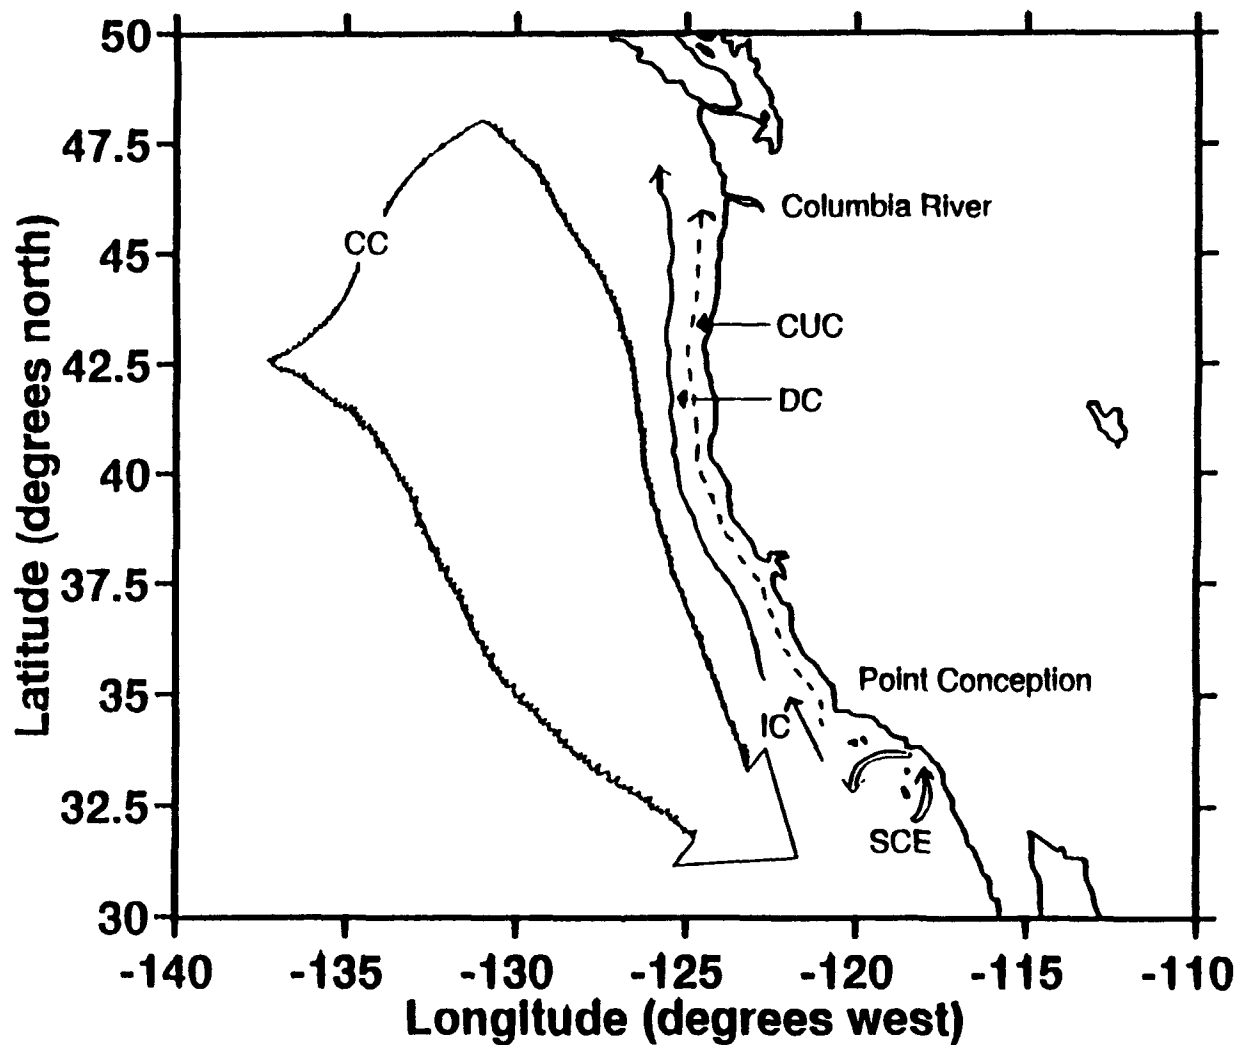 50
47.5
45
42.5
40
37.5
35
32.5
30
Latitude (degrees north)
CC
Columbia River
CUC
DC
Point Conception
IC
SCE
-140 -135 -130 -125 -120 -115 -110
Longitude (degrees west)